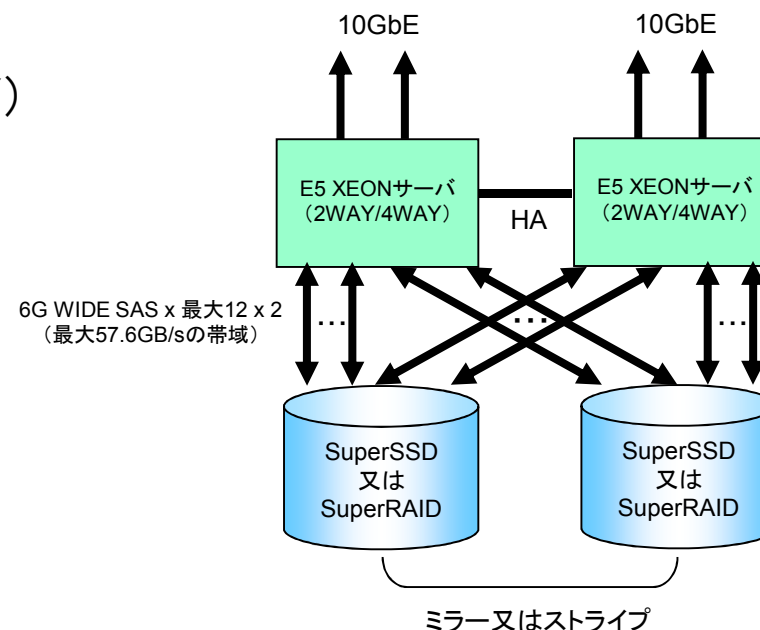 10GbE
10GbE
)
E5 XEONサーバ
（2WAY/4WAY）
HA
E5 XEONサーバ
（2WAY/4WAY）
6G WIDE SAS x 最大12 x 2
（最大57.6GB/sの帯域）
...
...
...
SuperSSD
又は
SuperRAID
SuperSSD
又は
SuperRAID
ミラー又はストライプ